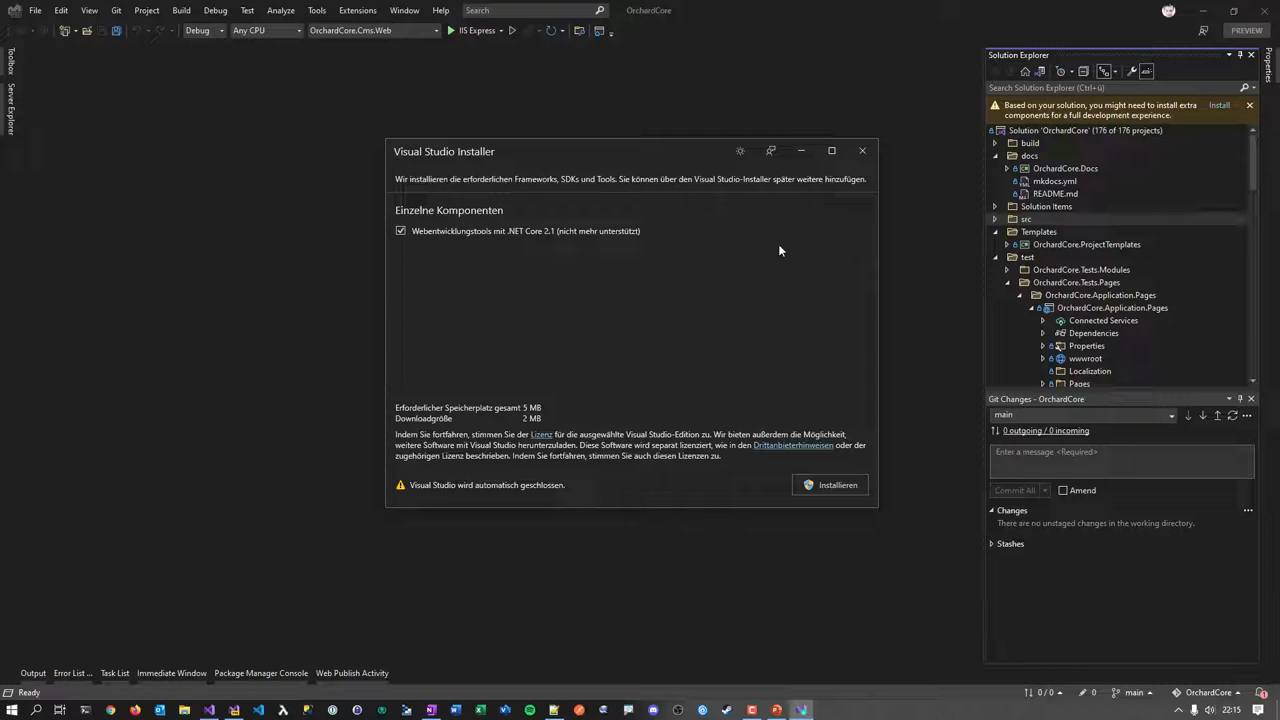 File Edit View Git Project Build Debug Test Analyze Tools Extensions Window Help Search OrchardCore
Debug Any CPU OrchardCore.Cms.Web IIS Express PREVIEW
Toolbox
Server Explorer
Visual Studio Installer
Wir installieren die erforderlichen Frameworks, SDKs und Tools. Sie können über den Visual Studio-Installer später weitere hinzufügen.
Einzelne Komponenten
Webentwicklungstools mit .NET Core 2.1 (nicht mehr unterstützt)
Erforderlicher Speicherplatz gesamt 5 MB
Downloadgröße 2 MB
Indem Sie fortfahren, stimmen Sie der Lizenz für die ausgewählte Visual Studio-Edition zu. Wir bieten außerdem die Möglichkeit,
weitere Software mit Visual Studio herunterzuladen. Diese Software wird separat lizenziert, wie in den Drittanbieterhinweisen oder der
zugehörigen Lizenz beschrieben. Indem Sie fortfahren, stimmen Sie auch diesen Lizenzen zu.
Visual Studio wird automatisch geschlossen.
Installieren
Solution Explorer
Search Solution Explorer (Ctrl+ü)
Based on your solution, you might need to install extra Install
components for a full development experience.
Solution 'OrchardCore' (176 of 176 projects)
build
docs
OrchardCore.Docs
mkdocs.yml
README.md
Solution Items
src
Templates
OrchardCore.ProjectTemplates
test
OrchardCore.Tests.Modules
OrchardCore.Tests.Pages
OrchardCore.Application.Pages
OrchardCore.Application.Pages
Connected Services
Dependencies
Properties
wwwroot
Localization
Pages
Properties
Git Changes - OrchardCore
main
0 outgoing / 0 incoming
Enter a message <Required>
Commit All Amend
Changes
There are no unstaged changes in the working directory.
Stashes
Output Error List ... Task List Immediate Window Package Manager Console Web Publish Activity
Ready 0 / 0 0 main OrchardCore 1
22:15